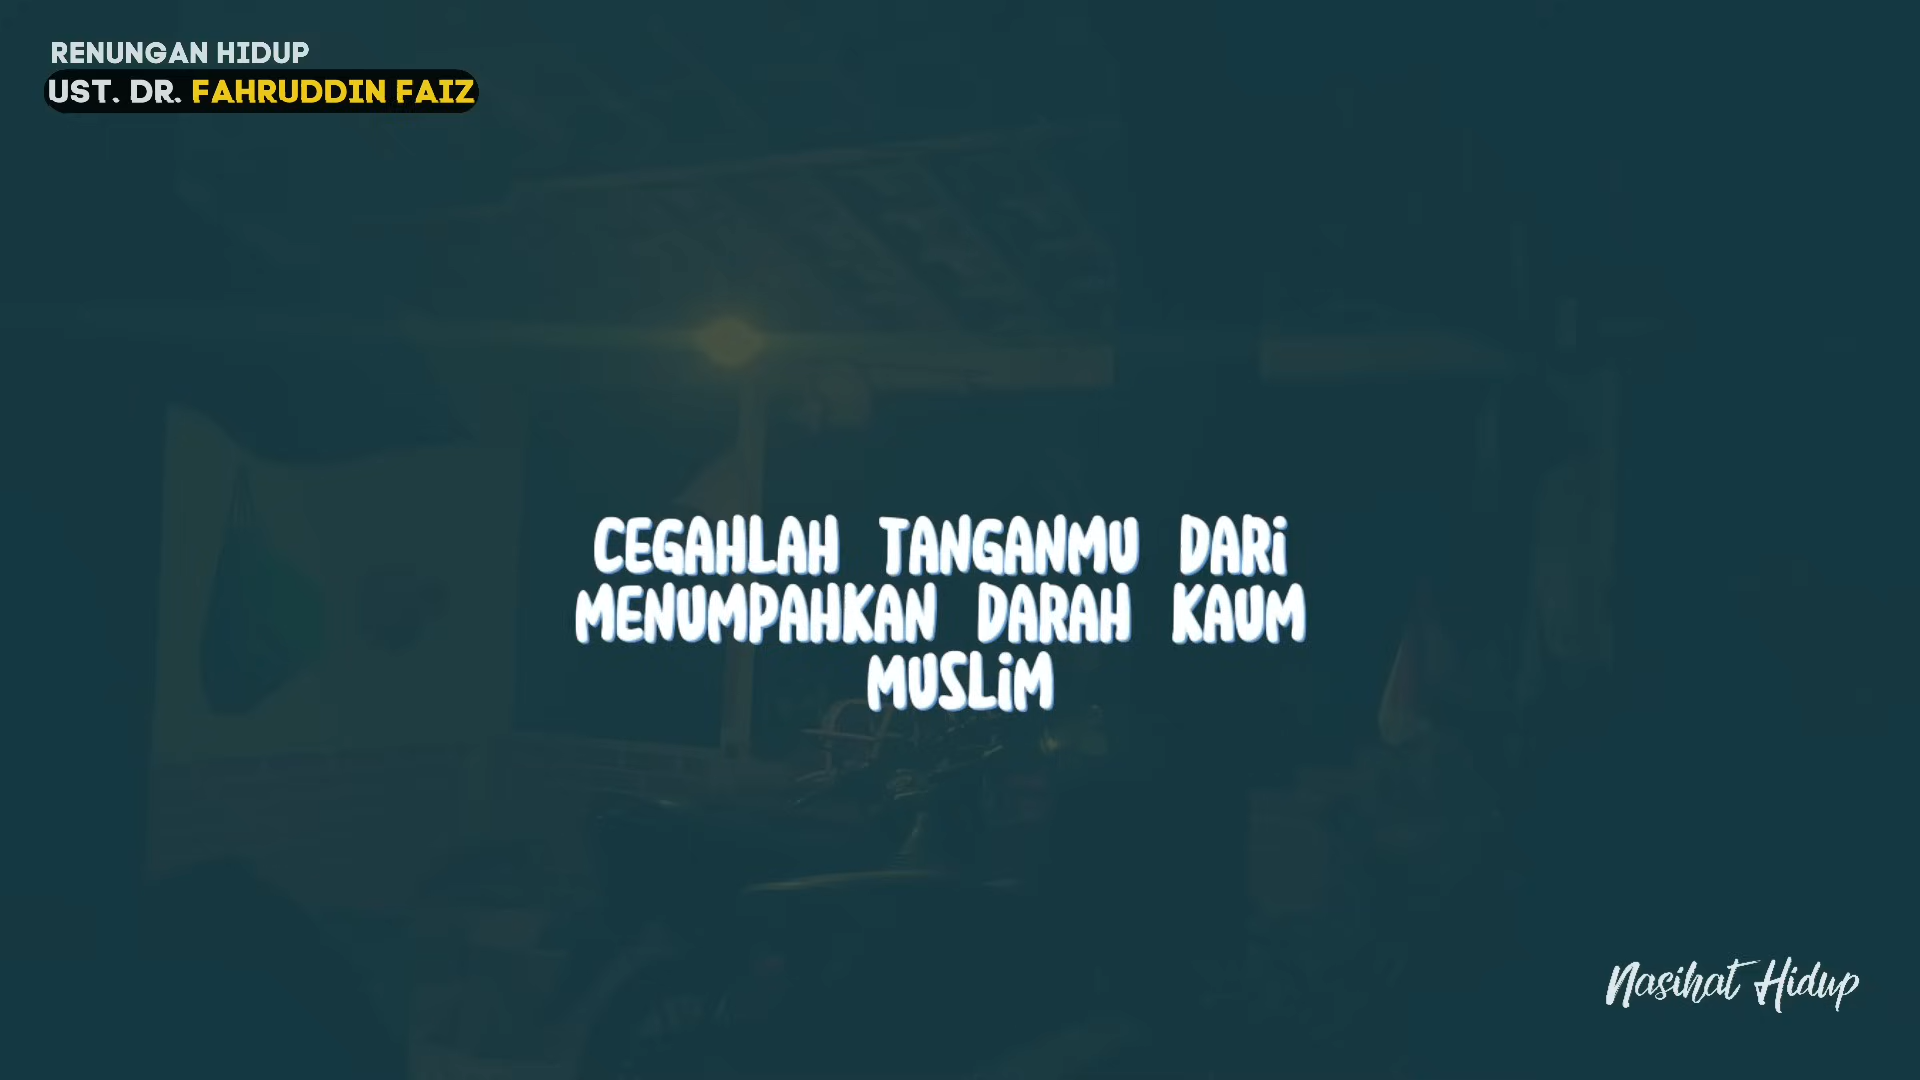 RENUNGAN HIDUP
UST. DR. FAHRUDDIN FAIZ
CEGAHLAH TANGANMU DARi
MENUMPAHKAN DARAH KAUM
MUSLiM
Nasihat Hidup